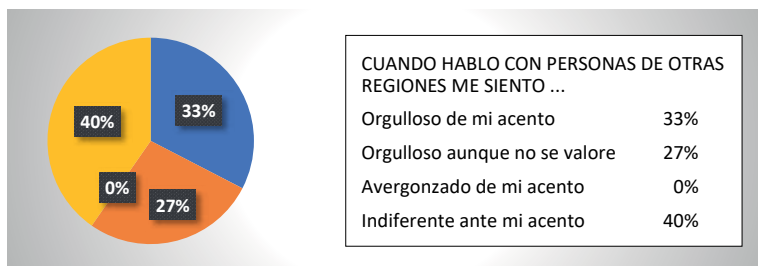 33%
40%
0%
27%
CUANDO HABLO CON PERSONAS DE OTRAS
REGIONES ME SIENTO ...
Orgulloso de mi acento 33%
Orgulloso aunque no se valore 27%
Avergonzado de mi acento 0%
Indiferente ante mi acento 40%